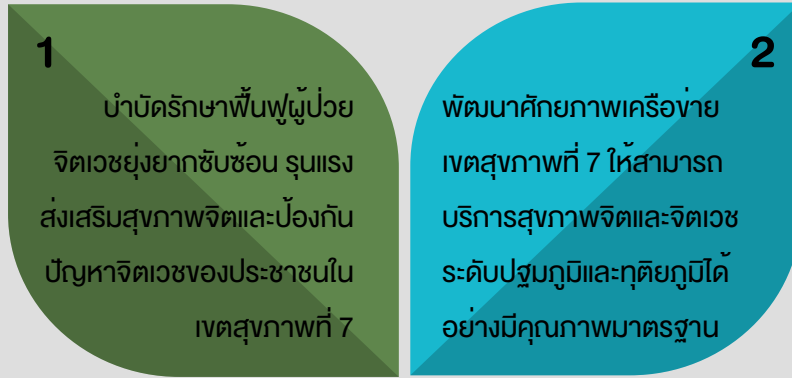 1
บำบัดรักษาฟื้นฟูผู้ป่วย
จิตเวชยุ่งยากซับซ้อน รุนแรง
ส่งเสริมสุขภาพจิตและป้องกัน
ปัญหาจิตเวชของประชาชนใน
เขตสุขภาพที่ 7
2
พัฒนาศักยภาพเครือข่าย
เขตสุขภาพที่ 7 ให้สามารถ
บริการสุขภาพจิตและจิตเวช
ระดับปฐมภูมิและทุติยภูมิได้
อย่างมีคุณภาพมาตรฐาน